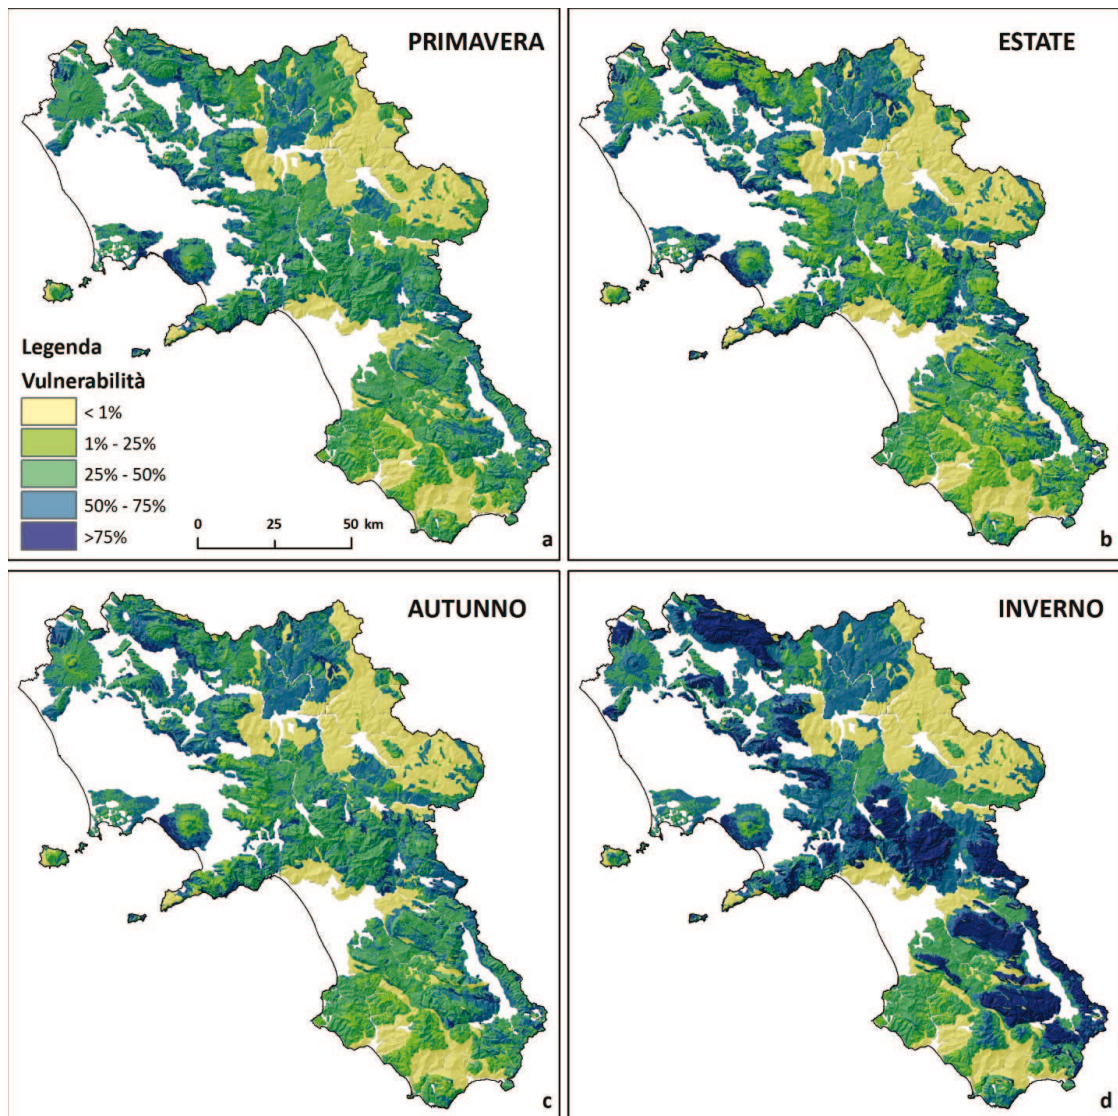 PRIMAVERA
ESTATE
Legenda
Vulnerabilità
< 1%
1% - 25%
25% - 50%
50% - 75%
>75%
0 25 50 km
a
b
AUTUNNO
INVERNO
c
d